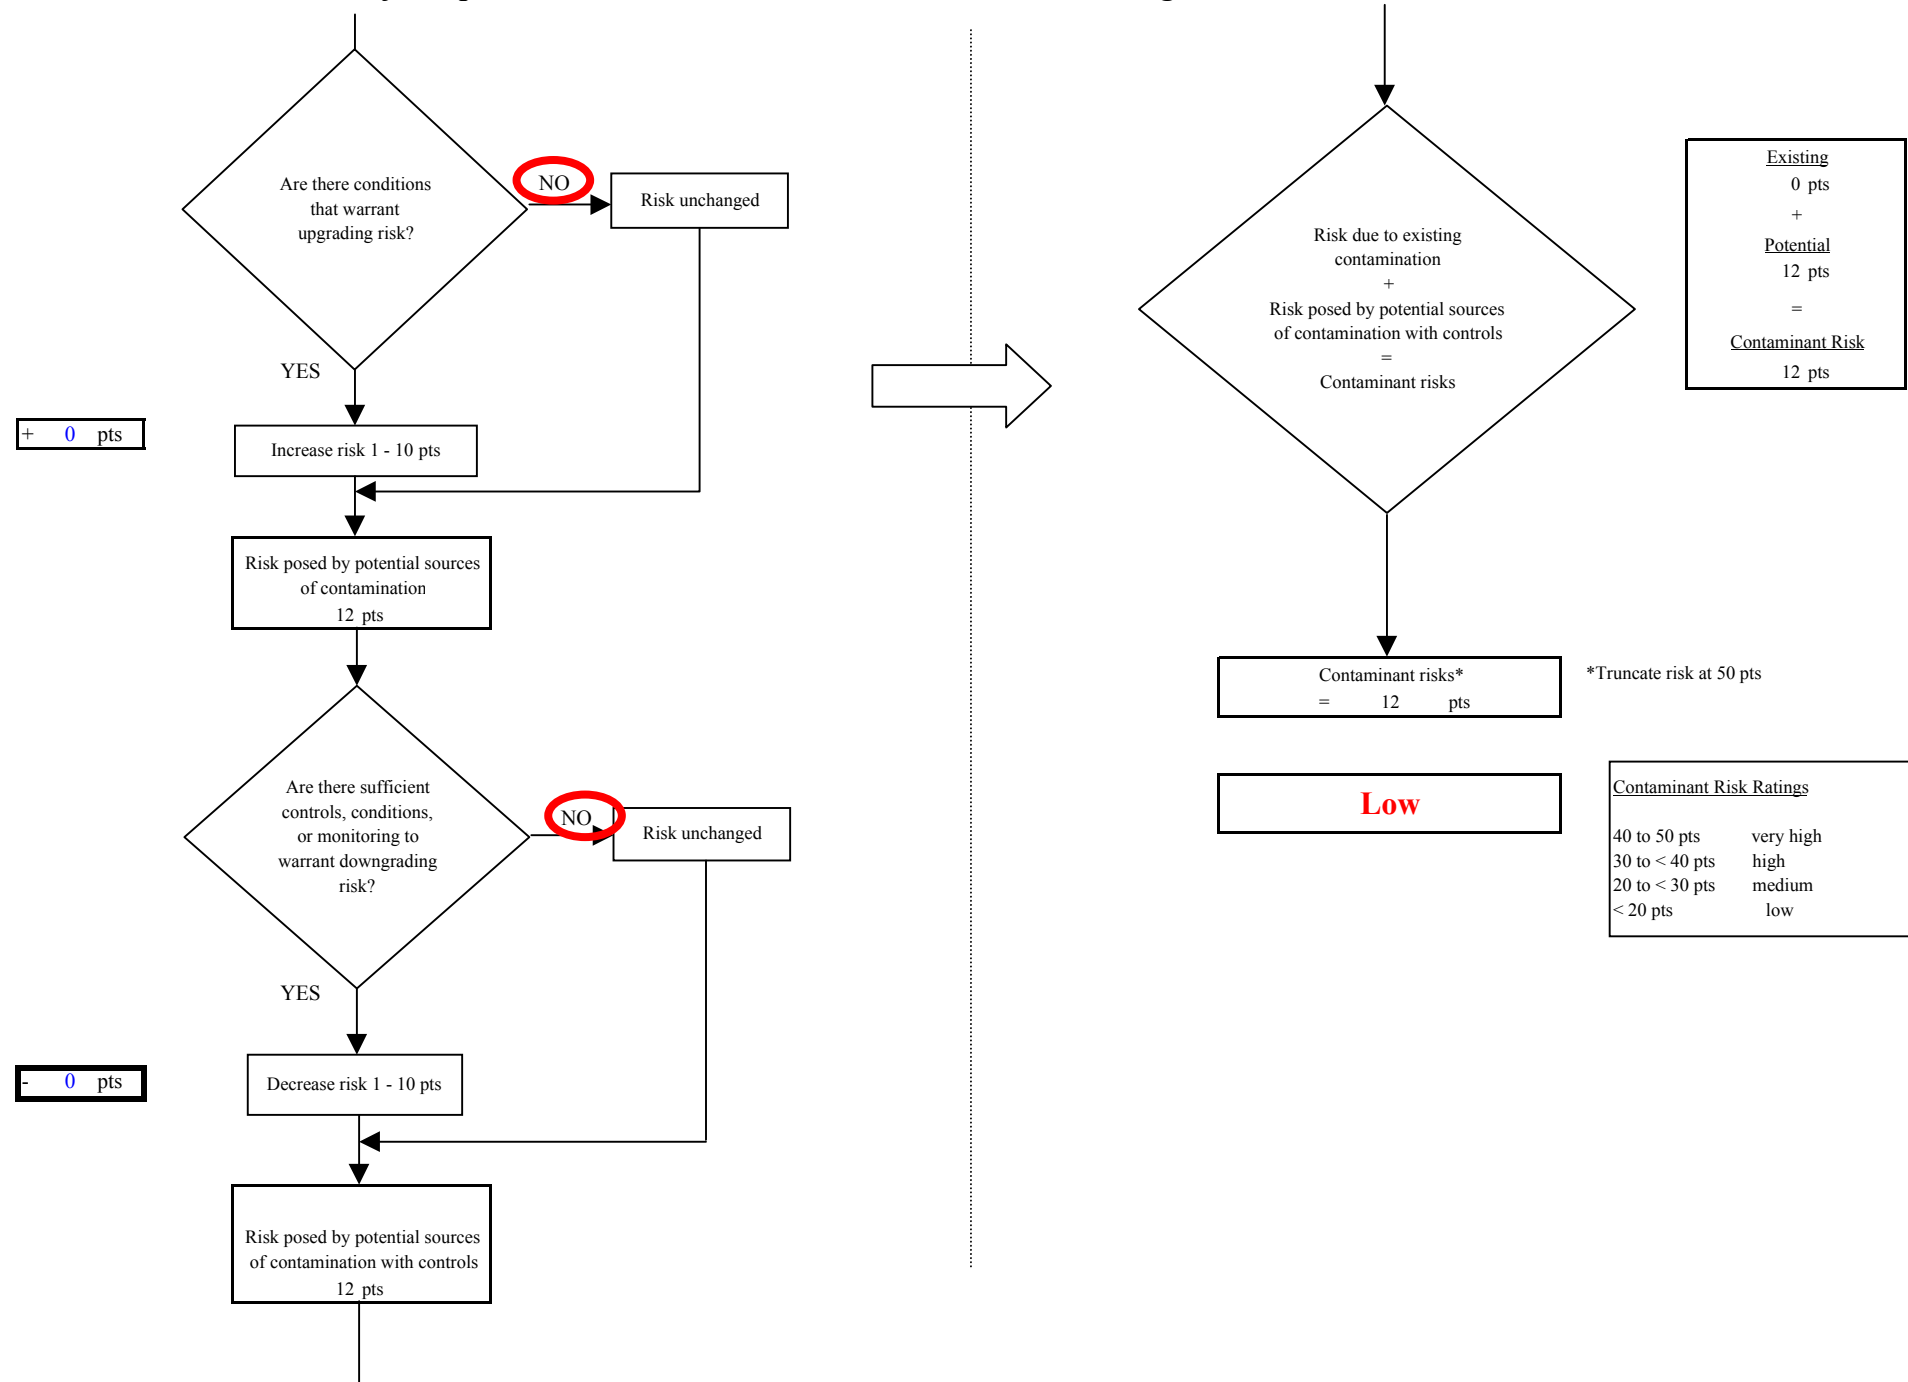 Are there conditions
that warrant
upgrading risk?
NO
Risk unchanged
YES
+ 0 pts
Increase risk 1 - 10 pts
Risk posed by potential sources
of contamination
12 pts
Are there sufficient
controls, conditions,
or monitoring to
warrant downgrading
risk?
NO
Risk unchanged
YES
- 0 pts
Decrease risk 1 - 10 pts
Risk posed by potential sources
of contamination with controls
12 pts
Risk due to existing
contamination
+
Risk posed by potential sources
of contamination with controls
=
Contaminant risks
Existing
0 pts
+
Potential
12 pts
=
Contaminant Risk
12 pts
Contaminant risks*
= 12 pts
*Truncate risk at 50 pts
Low
Contaminant Risk Ratings
40 to 50 pts very high
30 to < 40 pts high
20 to < 30 pts medium
< 20 pts low